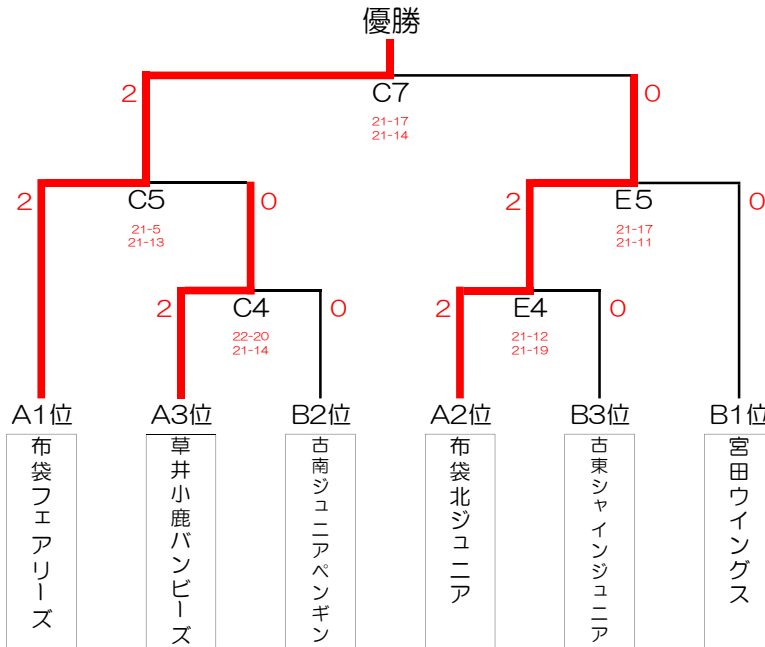 優勝
2
C7
0
21-17
21-14
2
C5
0
2
E5
0
21-5
21-13
21-17
21-11
2
C4
0
2
E4
0
22-20
21-14
21-12
21-19
A1位
A3位
B2位
A2位
B3位
B1位
布袋フェアリーズ
草井小鹿バンビーズ
古南ジュニアペンギン
布袋北ジュニア
古東シャインジュニア
宮田ウイングス